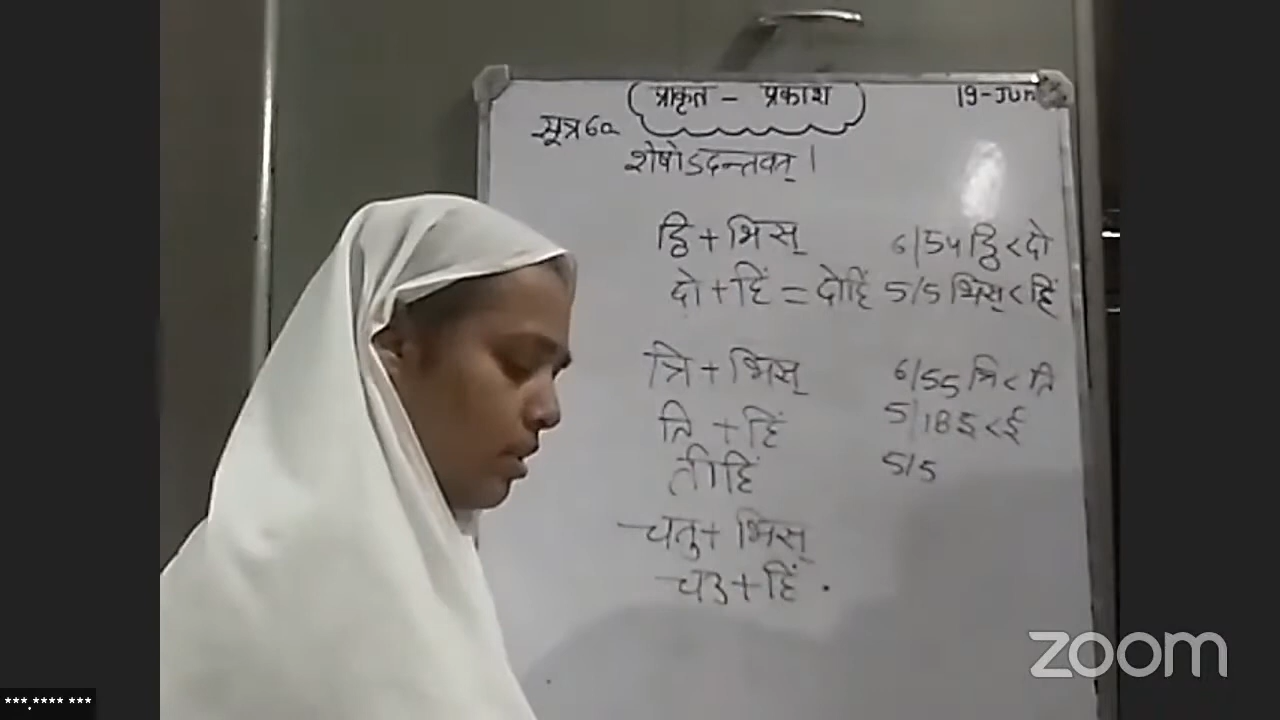 प्राकृत - प्रकाश
19-Jun
सूत्र 60
शेषोऽदन्तवत् ।
द्वि + भिस् 6/54 द्वि < दो
दो + हिं = दोहिं 5/5 भिस् < हिं
त्रि + भिस् 6/55 त्रि < ति
ति + हिं 5/18 इ < ई
तीहिं 5/5
चतु + भिस्
चउ + हिं .
zoom